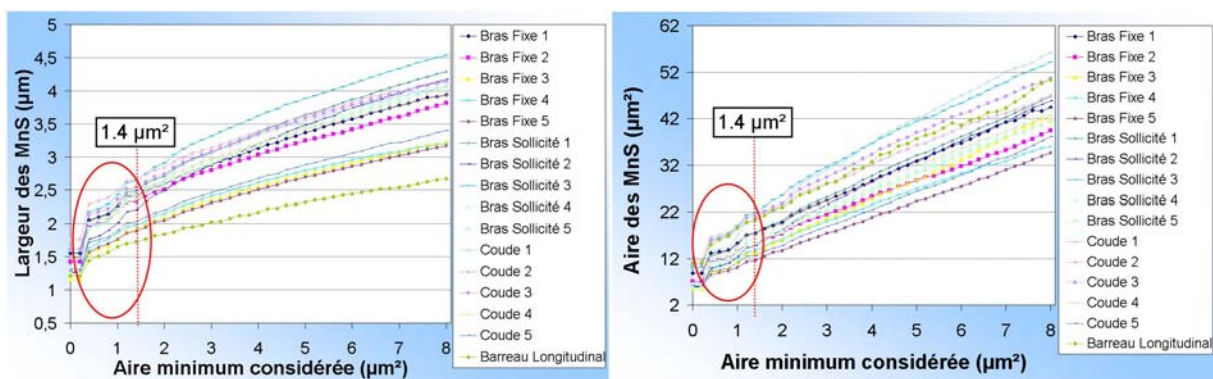 Largeur des MnS (µm)
5
4,5
4
3,5
3
2,5
2
1,5
1
0,5
1.4 µm²
0 1 2 3 4 5 6 7 8
Aire minimum considérée (µm²)
Bras Fixe 1
Bras Fixe 2
Bras Fixe 3
Bras Fixe 4
Bras Fixe 5
Bras Sollicité 1
Bras Sollicité 2
Bras Sollicité 3
Bras Sollicité 4
Bras Sollicité 5
Coude 1
Coude 2
Coude 3
Coude 4
Coude 5
Barreau Longitudinal
Aire des MnS (µm²)
62
52
42
32
22
12
2
1.4 µm²
0 1 2 3 4 5 6 7 8
Aire minimum considérée (µm²)
Bras Fixe 1
Bras Fixe 2
Bras Fixe 3
Bras Fixe 4
Bras Fixe 5
Bras Sollicité 1
Bras Sollicité 2
Bras Sollicité 3
Bras Sollicité 4
Bras Sollicité 5
Coude 1
Coude 2
Coude 3
Coude 4
Coude 5
Barreau Longitudinal